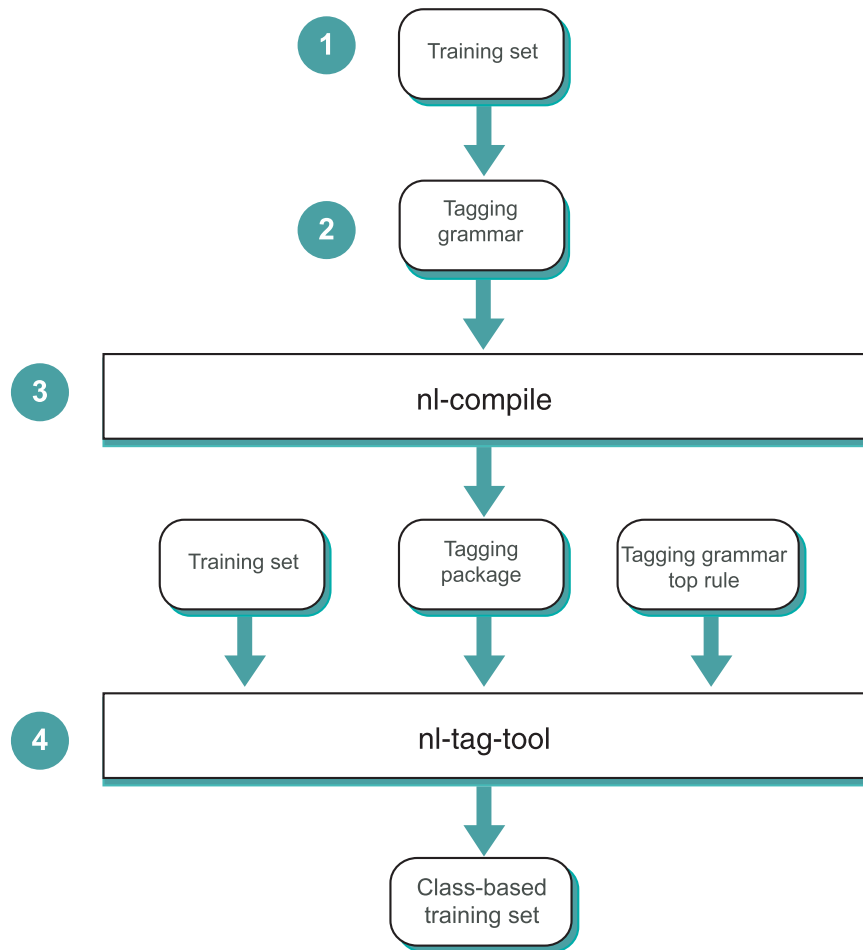 1
Training set
2
Tagging
grammar
3
nl-compile
Training set
Tagging
package
Tagging grammar
top rule
4
nl-tag-tool
Class-based
training set